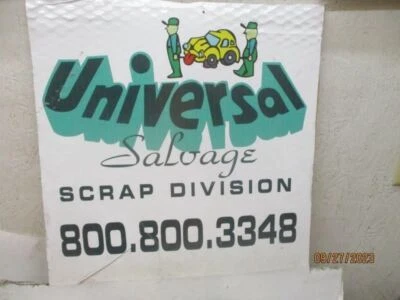 Universal
Salvage
SCRAP DIVISION
800.800.3348
09/27/2023